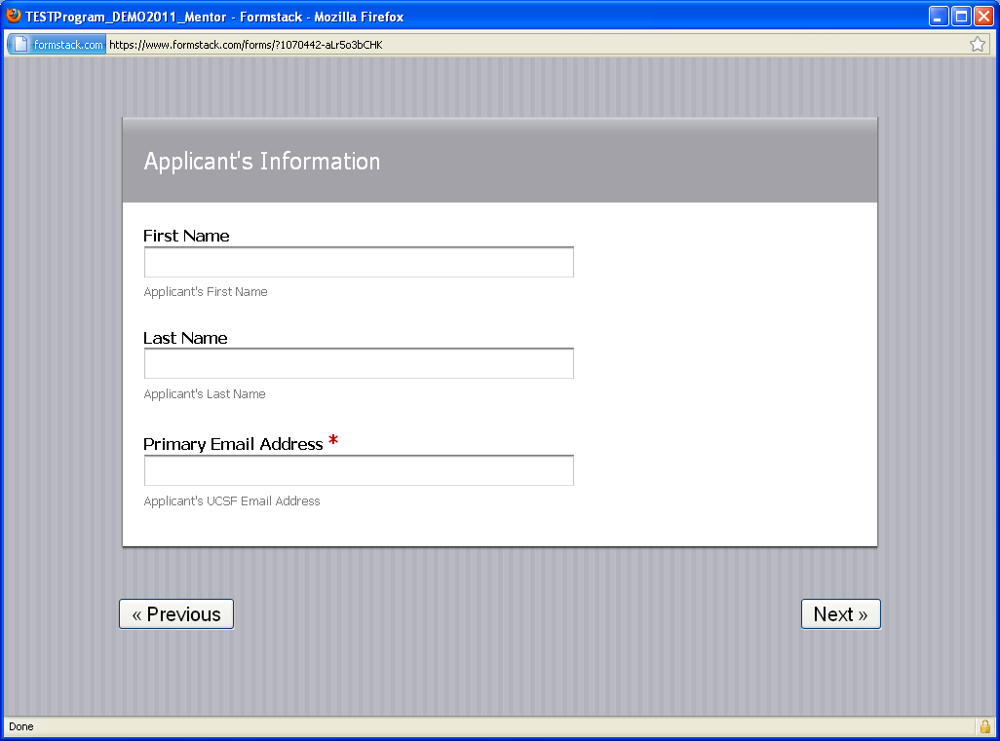 TESTProgram_DEMO2011_Mentor - Formstack - Mozilla Firefox
formstack.com https://www.formstack.com/forms/?1070442-aLr5o3bCHK
Applicant's Information
First Name
Applicant's First Name
Last Name
Applicant's Last Name
Primary Email Address *
Applicant's UCSF Email Address
« Previous Next »
Done